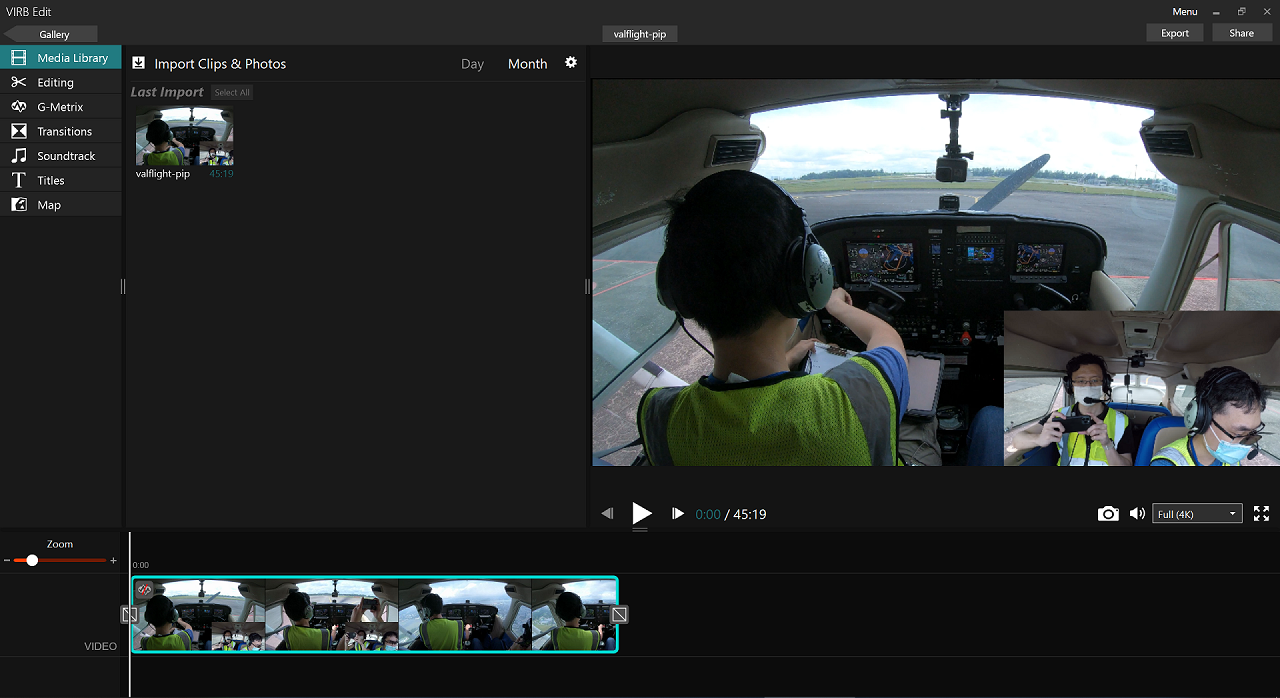 VIRB Edit
Menu
Gallery
valflight-pip
Export
Share
Media Library
Editing
G-Metrix
Transitions
Soundtrack
Titles
Map
Import Clips & Photos
Day
Month
Last Import
Select All
valflight-pip 45:19
0:00 / 45:19
Full (4K)
Zoom
- +
0:00
VIDEO